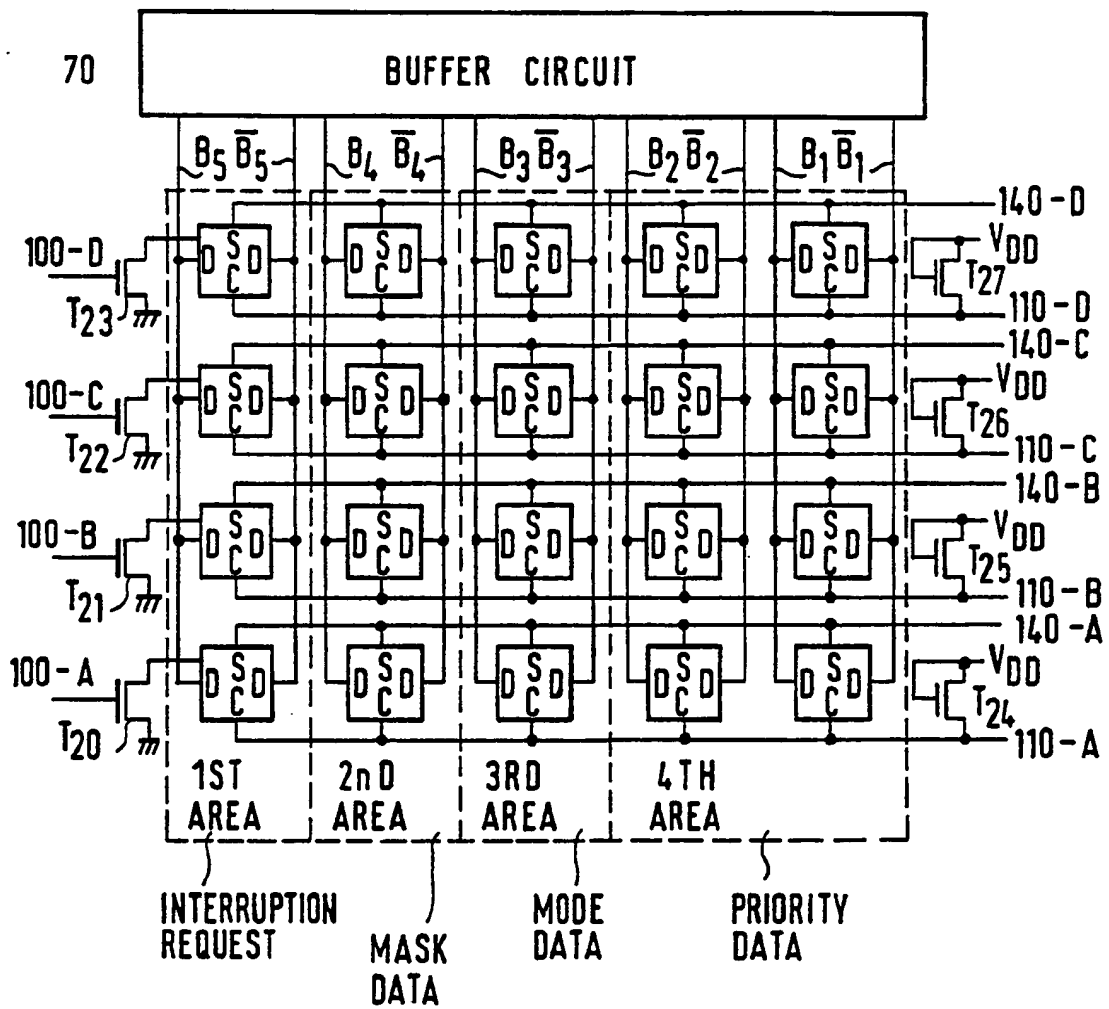 70
BUFFER CIRCUIT
B5 B̅5 B4 B̅4 B3 B̅3 B2 B̅2 B1 B̅1
140-D
100-D
D S C D
D S C D
D S C D
D S C D
D S C D
VDD
T27
T23
110-D
140-C
100-C
D S C D
D S C D
D S C D
D S C D
D S C D
VDD
T26
T22
110-C
140-B
100-B
D S C D
D S C D
D S C D
D S C D
D S C D
VDD
T25
T21
110-B
140-A
100-A
D S C D
D S C D
D S C D
D S C D
D S C D
VDD
T24
T20
110-A
1ST
AREA
2nD
AREA
3RD
AREA
4TH
AREA
INTERRUPTION
REQUEST
MASK
DATA
MODE
DATA
PRIORITY
DATA